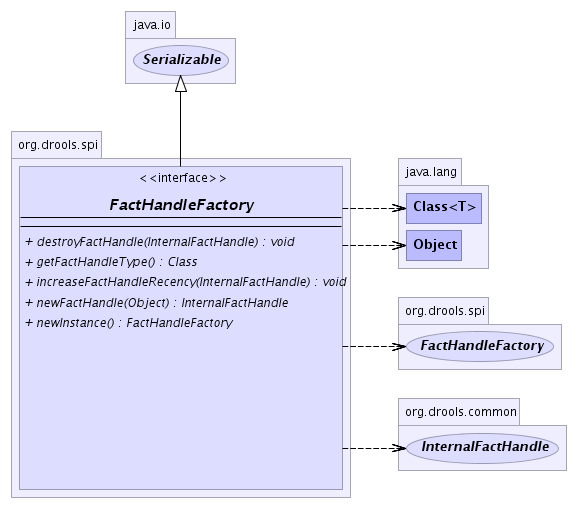 java.io
Serializable
org.drools.spi
<<interface>>
FactHandleFactory
+ destroyFactHandle(InternalFactHandle) : void
+ getFactHandleType() : Class
+ increaseFactHandleRecency(InternalFactHandle) : void
+ newFactHandle(Object) : InternalFactHandle
+ newInstance() : FactHandleFactory
java.lang
Class<T>
Object
org.drools.spi
FactHandleFactory
org.drools.common
InternalFactHandle